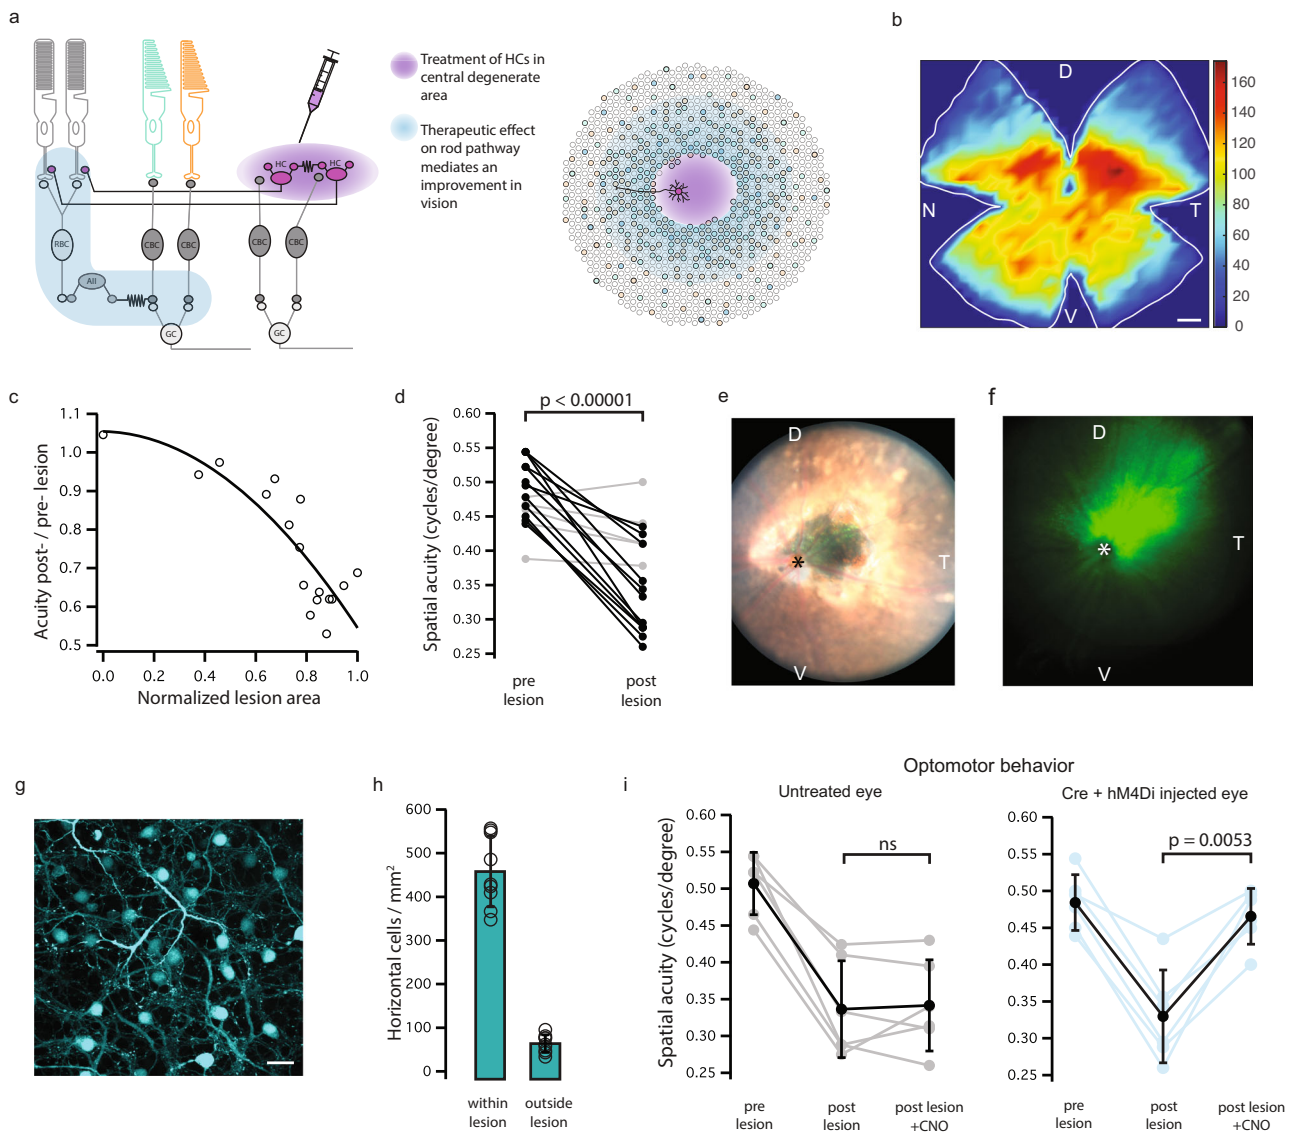 a
HC
HC
RBC
CBC
CBC
CBC
CBC
AII
GC
GC
Treatment of HCs in
central degenerate
area
Therapeutic effect
on rod pathway
mediates an
improvement in
vision
b
D
N
T
V
160
140
120
100
80
60
40
20
0
c
Acuity post- / pre- lesion
1.1
1.0
0.9
0.8
0.7
0.6
0.5
0.0 0.2 0.4 0.6 0.8 1.0
Normalized lesion area
d
p < 0.00001
Spatial acuity (cycles/degree)
0.60
0.55
0.50
0.45
0.40
0.35
0.30
0.25
pre
lesion
post
lesion
e
D
*
T
V
f
D
*
T
V
g
h
Horizontal cells / mm²
600
500
400
300
200
100
0
within
lesion
outside
lesion
i
Optomotor behavior
Untreated eye
Spatial acuity (cycles/degree)
0.60
0.55
0.50
0.45
0.40
0.35
0.30
0.25
ns
pre
lesion
post
lesion
post lesion
+CNO
Cre + hM4Di injected eye
0.60
0.55
0.50
0.45
0.40
0.35
0.30
0.25
p = 0.0053
pre
lesion
post
lesion
post lesion
+CNO